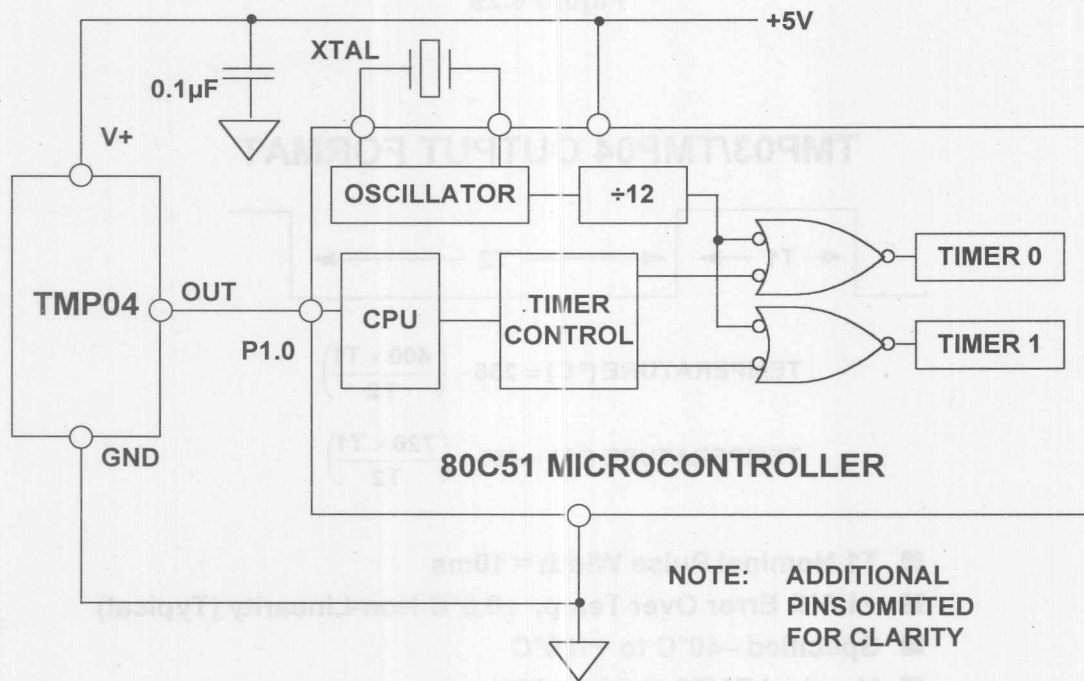 +5V
XTAL
0.1µF
V+
OSCILLATOR
÷12
TIMER 0
TMP04
OUT
CPU
TIMER
CONTROL
P1.0
TIMER 1
GND
80C51 MICROCONTROLLER
NOTE: ADDITIONAL
PINS OMITTED
FOR CLARITY